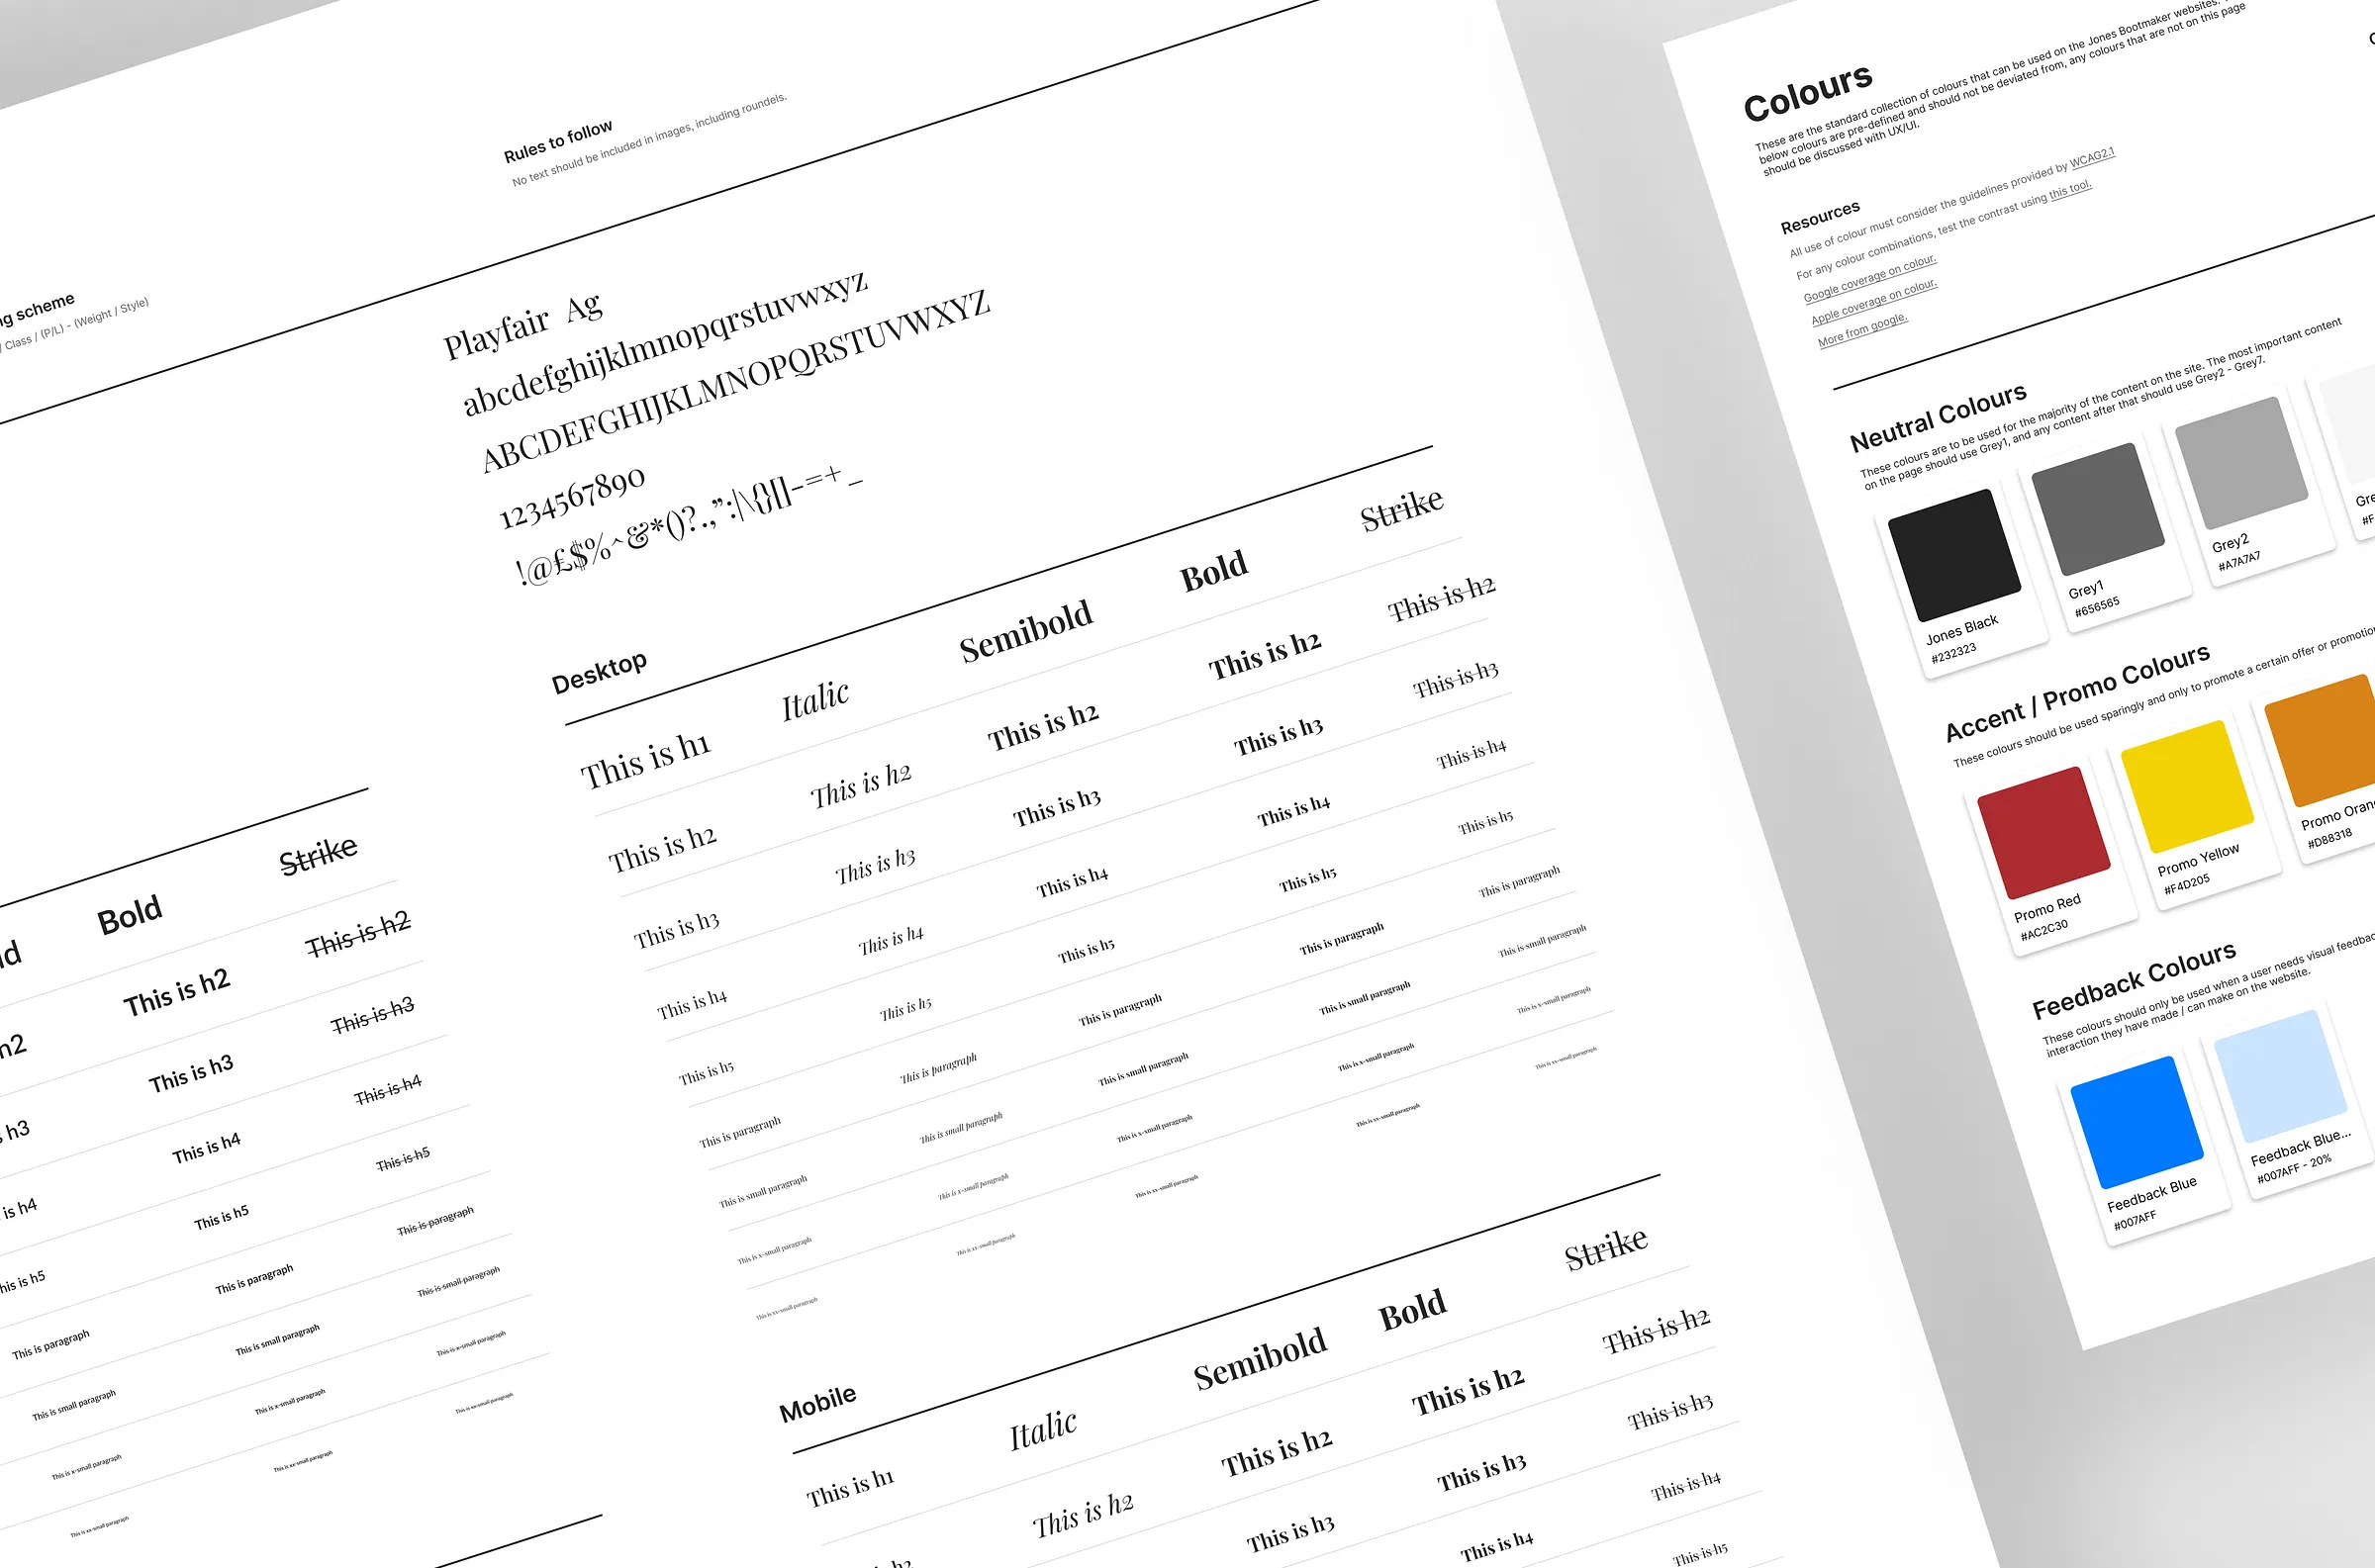 ng scheme
/ Class / (P/L) - (Weight / Style)
Rules to follow
No text should be included in images, including roundels.
Bold
Strike
This is h2
This is h2
This is h3
This is h3
h3
This is h4
This is h4
is h4
This is h5
This is h5
his is h5
This is paragraph
This is paragraph
This is paragraph
This is small paragraph
This is small paragraph
This is small paragraph
This is x-small paragraph
This is x-small paragraph
This is x-small paragraph
This is xx-small paragraph
This is xx-small paragraph
This is xx-small paragraph
Playfair Ag
abcdefghijklmnopqrstuvwxyz
ABCDEFGHIJKLMNOPQRSTUVWXYZ
1234567890
!@£$%^&*()?.,”:|\{}[]-=+_
Desktop
This is h1
Italic
Semibold
Bold
Strike
This is h2
This is h2
This is h2
This is h2
This is h2
This is h3
This is h3
This is h3
This is h3
This is h3
This is h4
This is h4
This is h4
This is h4
This is h4
This is h5
This is h5
This is h5
This is h5
This is h5
This is paragraph
This is paragraph
This is paragraph
This is paragraph
This is paragraph
This is small paragraph
This is small paragraph
This is small paragraph
This is small paragraph
This is small paragraph
This is x-small paragraph
This is x-small paragraph
This is x-small paragraph
This is x-small paragraph
This is x-small paragraph
This is xx-small paragraph
This is xx-small paragraph
This is xx-small paragraph
This is xx-small paragraph
This is xx-small paragraph
Mobile
This is h1
Italic
Semibold
Bold
Strike
This is h2
This is h2
This is h2
This is h2
This is h3
This is h3
This is h4
This is h4
This is h5
Colours
These are the standard collection of colours that can be used on the Jones Bootmaker websites.
below colours are pre-defined and should not be deviated from, any colours that are not on this page
should be discussed with UX/UI.
Resources
All use of colour must consider the guidelines provided by WCAG2.1
For any colour combinations, test the contrast using this tool.
Google coverage on colour.
Apple coverage on colour.
More from google.
Neutral Colours
These colours are to be used for the majority of the content on the site. The most important content
on the page should use Grey1, and any content after that should use Grey2 - Grey7.
Jones Black
#232323
Grey1
#656565
Grey2
#A7A7A7
Gre
#F
Accent / Promo Colours
These colours should be used sparingly and only to promote a certain offer or promotion
Promo Red
#AC2C30
Promo Yellow
#F4D205
Promo Oran
#D88318
Feedback Colours
These colours should only be used when a user needs visual feedbac
interaction they have made / can make on the website.
Feedback Blue
#007AFF
Feedback Blue...
#007AFF - 20%